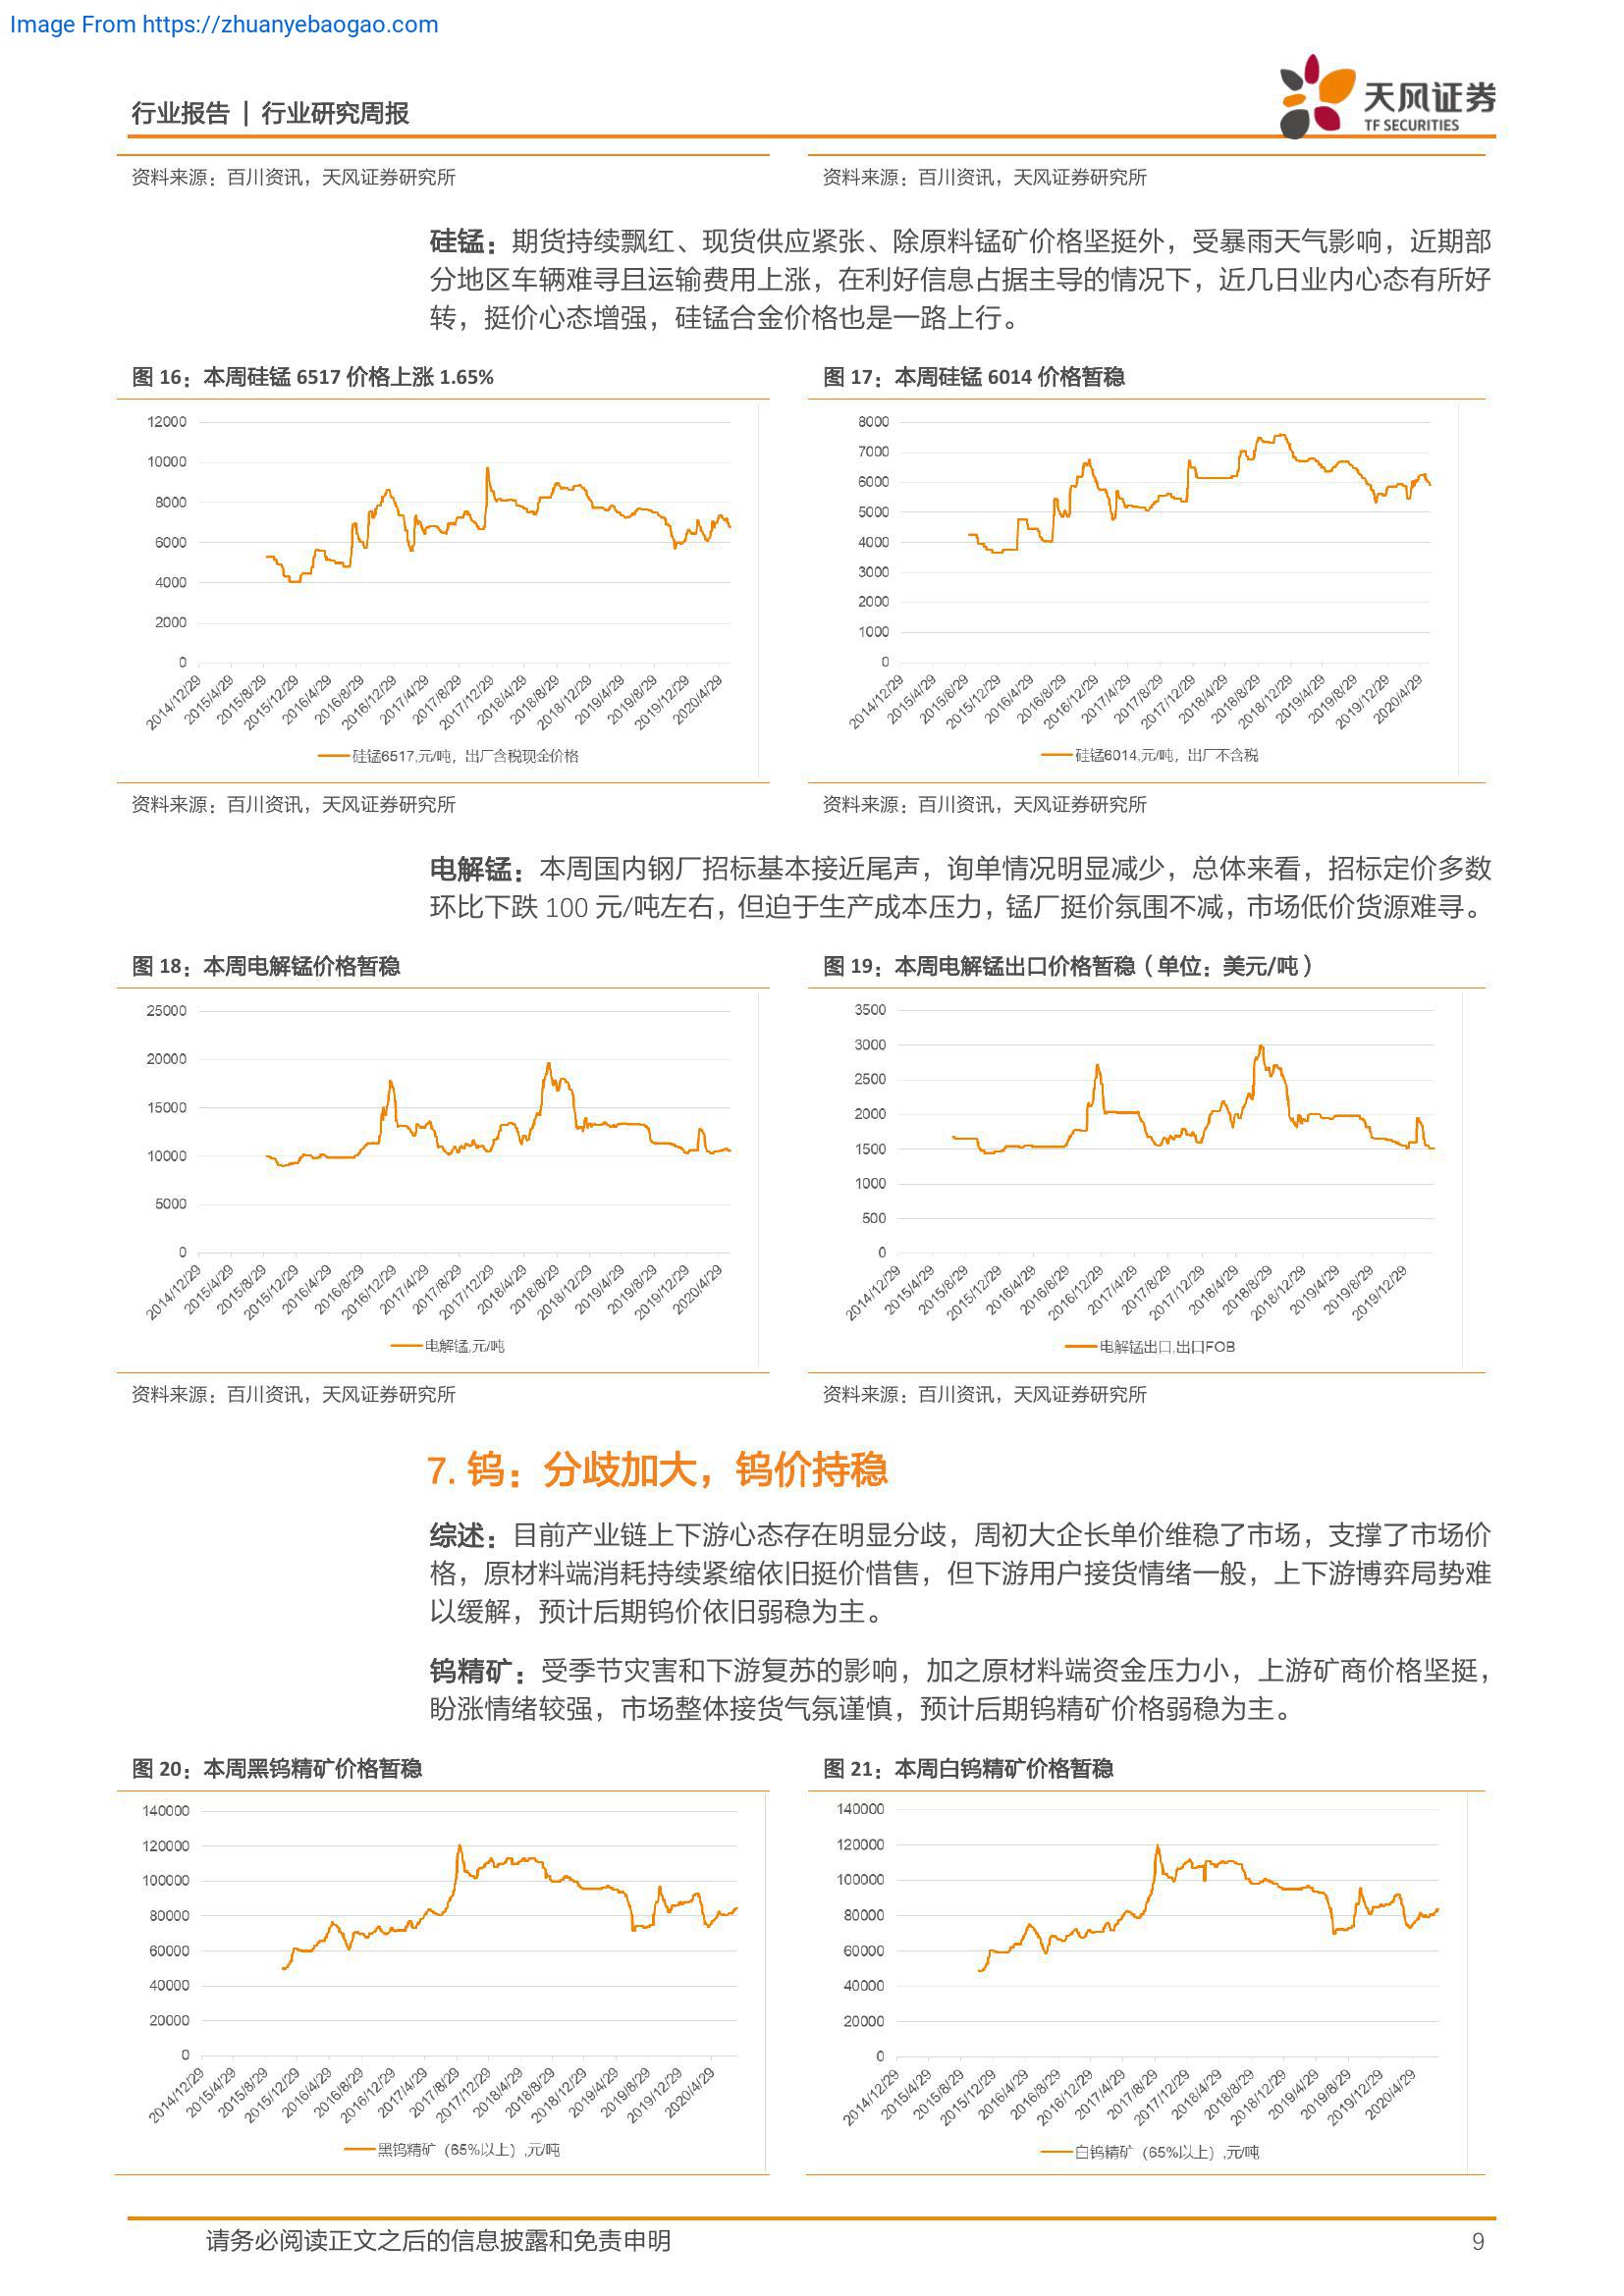 Image From https://zhuanyebaogao.com
行业报告 | 行业研究周报
天风证券
TF SECURITIES
资料来源：百川资讯，天风证券研究所
资料来源：百川资讯，天风证券研究所
硅锰：期货持续飘红、现货供应紧张、除原料锰矿价格坚挺外，受暴雨天气影响，近期部
分地区车辆难寻且运输费用上涨，在利好信息占据主导的情况下，近几日业内心态有所好
转，挺价心态增强，硅锰合金价格也是一路上行。
图 16：本周硅锰 6517 价格上涨 1.65%
12000
10000
8000
6000
4000
2000
0
2014/12/29 2015/4/29 2015/8/29 2015/12/29 2016/4/29 2016/8/29 2016/12/29 2017/4/29 2017/8/29 2017/12/29 2018/4/29 2018/8/29 2018/12/29 2019/4/29 2019/8/29 2019/12/29 2020/4/29
硅锰6517,元/吨，出厂含税现金价格
图 17：本周硅锰 6014 价格暂稳
8000
7000
6000
5000
4000
3000
2000
1000
0
2014/12/29 2015/4/29 2015/8/29 2015/12/29 2016/4/29 2016/8/29 2016/12/29 2017/4/29 2017/8/29 2017/12/29 2018/4/29 2018/8/29 2018/12/29 2019/4/29 2019/8/29 2019/12/29 2020/4/29
硅锰6014,元/吨，出厂不含税
资料来源：百川资讯，天风证券研究所
资料来源：百川资讯，天风证券研究所
电解锰：本周国内钢厂招标基本接近尾声，询单情况明显减少，总体来看，招标定价多数
环比下跌 100 元/吨左右，但迫于生产成本压力，锰厂挺价氛围不减，市场低价货源难寻。
图 18：本周电解锰价格暂稳
25000
20000
15000
10000
5000
0
2014/12/29 2015/4/29 2015/8/29 2015/12/29 2016/4/29 2016/8/29 2016/12/29 2017/4/29 2017/8/29 2017/12/29 2018/4/29 2018/8/29 2018/12/29 2019/4/29 2019/8/29 2019/12/29 2020/4/29
电解锰,元/吨
图 19：本周电解锰出口价格暂稳（单位：美元/吨）
3500
3000
2500
2000
1500
1000
500
0
2014/12/29 2015/4/29 2015/8/29 2015/12/29 2016/4/29 2016/8/29 2016/12/29 2017/4/29 2017/8/29 2017/12/29 2018/4/29 2018/8/29 2018/12/29 2019/4/29 2019/8/29 2019/12/29
电解锰出口,出口FOB
资料来源：百川资讯，天风证券研究所
资料来源：百川资讯，天风证券研究所
7. 钨：分歧加大，钨价持稳
综述：目前产业链上下游心态存在明显分歧，周初大企长单价维稳了市场，支撑了市场价
格，原材料端消耗持续紧缩依旧挺价惜售，但下游用户接货情绪一般，上下游博弈局势难
以缓解，预计后期钨价依旧弱稳为主。
钨精矿：受季节灾害和下游复苏的影响，加之原材料端资金压力小，上游矿商价格坚挺，
盼涨情绪较强，市场整体接货气氛谨慎，预计后期钨精矿价格弱稳为主。
图 20：本周黑钨精矿价格暂稳
140000
120000
100000
80000
60000
40000
20000
0
2014/12/29 2015/4/29 2015/8/29 2015/12/29 2016/4/29 2016/8/29 2016/12/29 2017/4/29 2017/8/29 2017/12/29 2018/4/29 2018/8/29 2018/12/29 2019/4/29 2019/8/29 2019/12/29 2020/4/29
黑钨精矿（65%以上）,元/吨
图 21：本周白钨精矿价格暂稳
140000
120000
100000
80000
60000
40000
20000
0
2014/12/29 2015/4/29 2015/8/29 2015/12/29 2016/4/29 2016/8/29 2016/12/29 2017/4/29 2017/8/29 2017/12/29 2018/4/29 2018/8/29 2018/12/29 2019/4/29 2019/8/29 2019/12/29 2020/4/29
白钨精矿（65%以上）,元/吨
请务必阅读正文之后的信息披露和免责申明
9